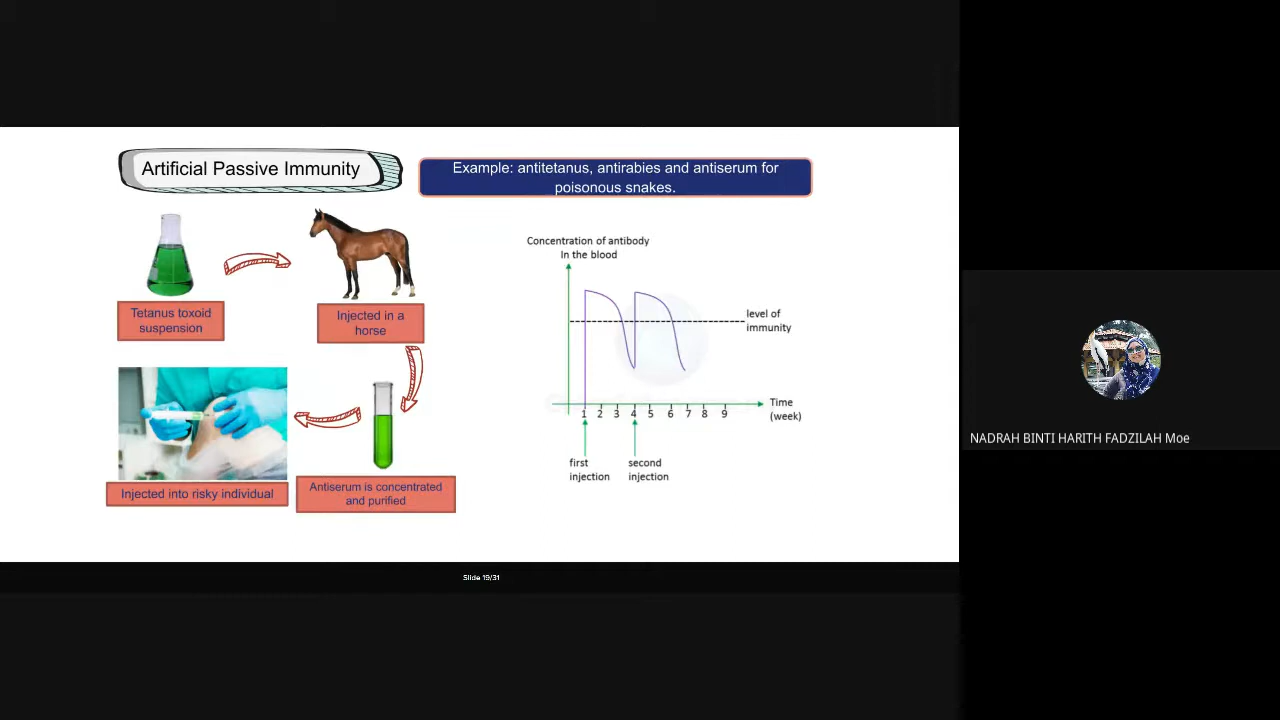 Artificial Passive Immunity
Example: antitetanus, antirabies and antiserum for
poisonous snakes.
Tetanus toxoid
suspension
Injected in a
horse
Injected into risky individual
Antiserum is concentrated
and purified
Concentration of antibody
In the blood
level of
immunity
1 2 3 4 5 6 7 8 9
Time
(week)
first
injection
second
injection
Slide 19/31
NADRAH BINTI HARITH FADZILAH Moe